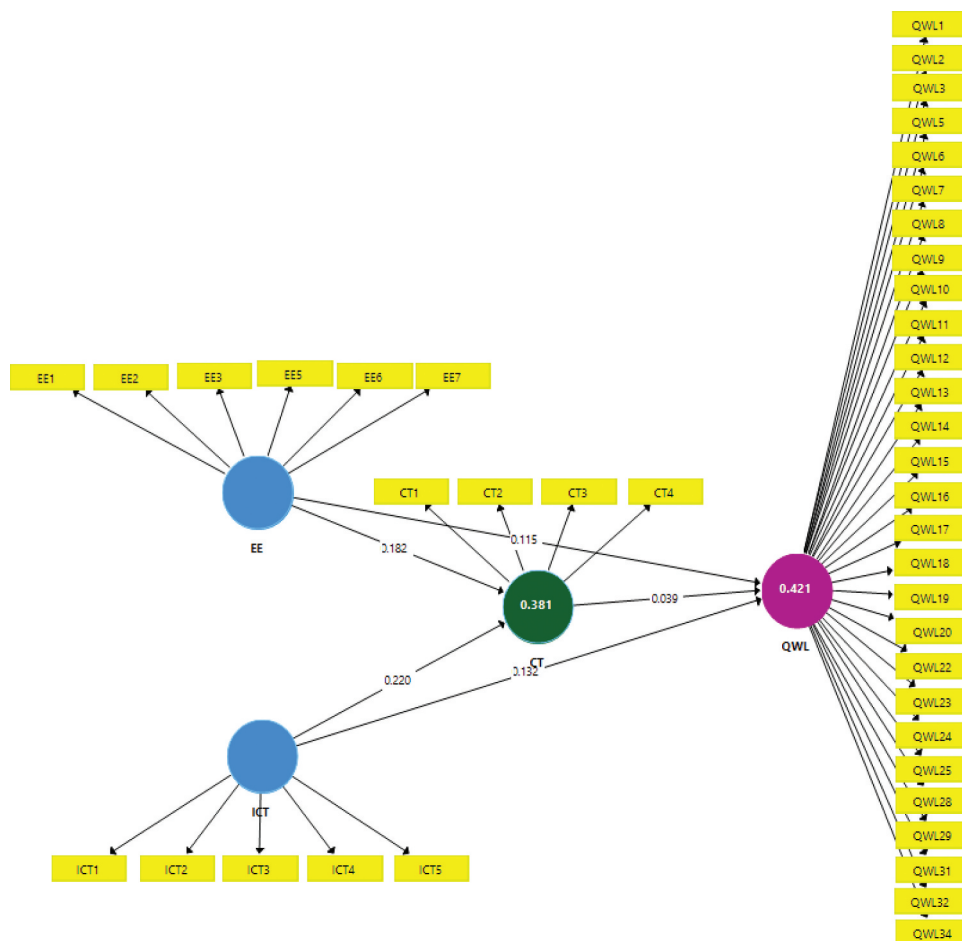 QWL1
QWL2
QWL3
QWL5
QWL6
QWL7
QWL8
QWL9
QWL10
QWL11
QWL12
QWL13
QWL14
QWL15
QWL16
QWL17
QWL18
QWL19
QWL20
QWL22
QWL23
QWL24
QWL25
QWL28
QWL29
QWL31
QWL32
QWL34
EE1 EE2 EE3 EE5 EE6 EE7
EE
CT1 CT2 CT3 CT4
0.115
0.182
0.381
CT
0.039
0.421
QWL
0.132
0.220
ICT
ICT1 ICT2 ICT3 ICT4 ICT5